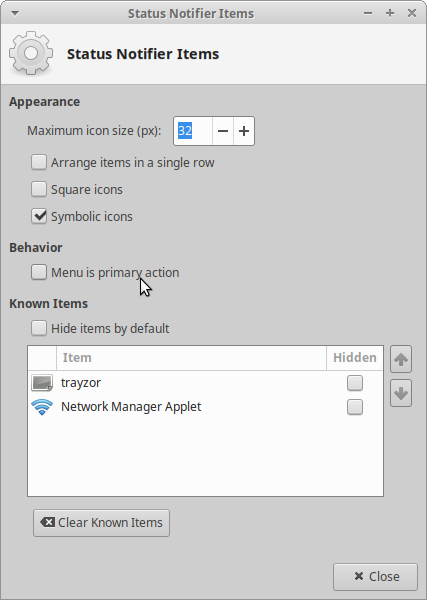 Status Notifier Items
Status Notifier Items
Appearance
Maximum icon size (px): 32
Arrange items in a single row
Square icons
Symbolic icons
Behavior
Menu is primary action
Known Items
Hide items by default
Item Hidden
trayzor
Network Manager Applet
Clear Known Items
Close